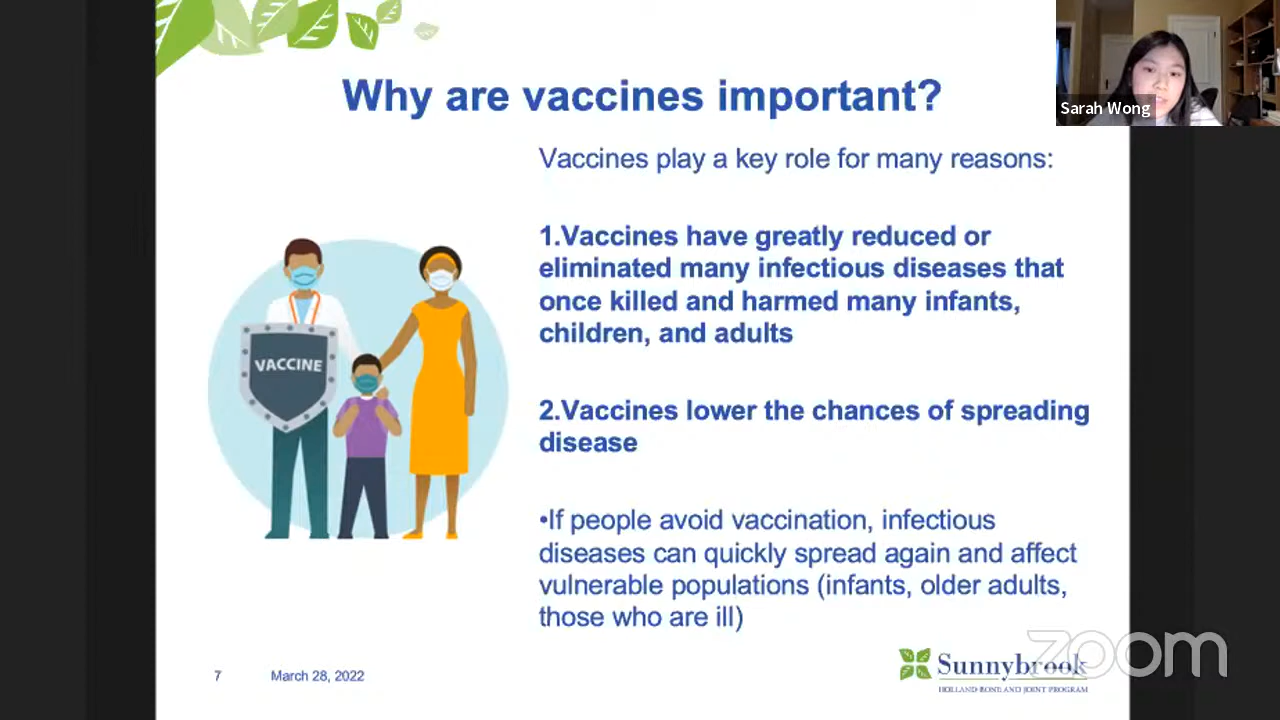 Why are vaccines important?
Sarah Wong
Vaccines play a key role for many reasons:
1.Vaccines have greatly reduced or
eliminated many infectious diseases that
once killed and harmed many infants,
children, and adults
VACCINE
2.Vaccines lower the chances of spreading
disease
•If people avoid vaccination, infectious
diseases can quickly spread again and affect
vulnerable populations (infants, older adults,
those who are ill)
7
March 28, 2022
Sunnybrook
HOLLAND BONE AND JOINT PROGRAM
zoom